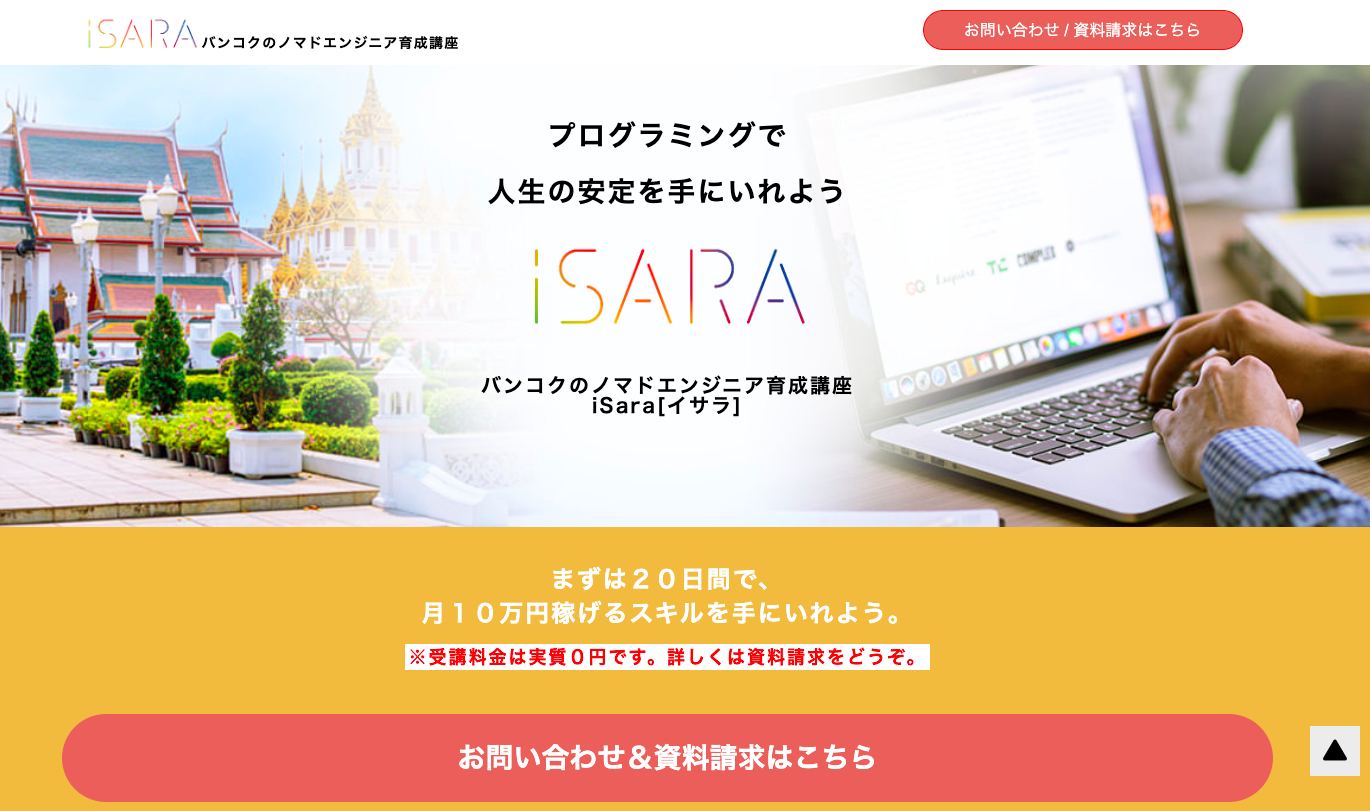 iSARA バンコクのノマドエンジニア育成講座
お問い合わせ / 資料請求はこちら
プログラミングで
人生の安定を手にいれよう
iSARA
バンコクのノマドエンジニア育成講座
iSara[イサラ]
GQ Esquire TC COMPLEX
まずは２０日間で、
月１０万円稼げるスキルを手にいれよう。
※受講料金は実質０円です。詳しくは資料請求をどうぞ。
お問い合わせ＆資料請求はこちら